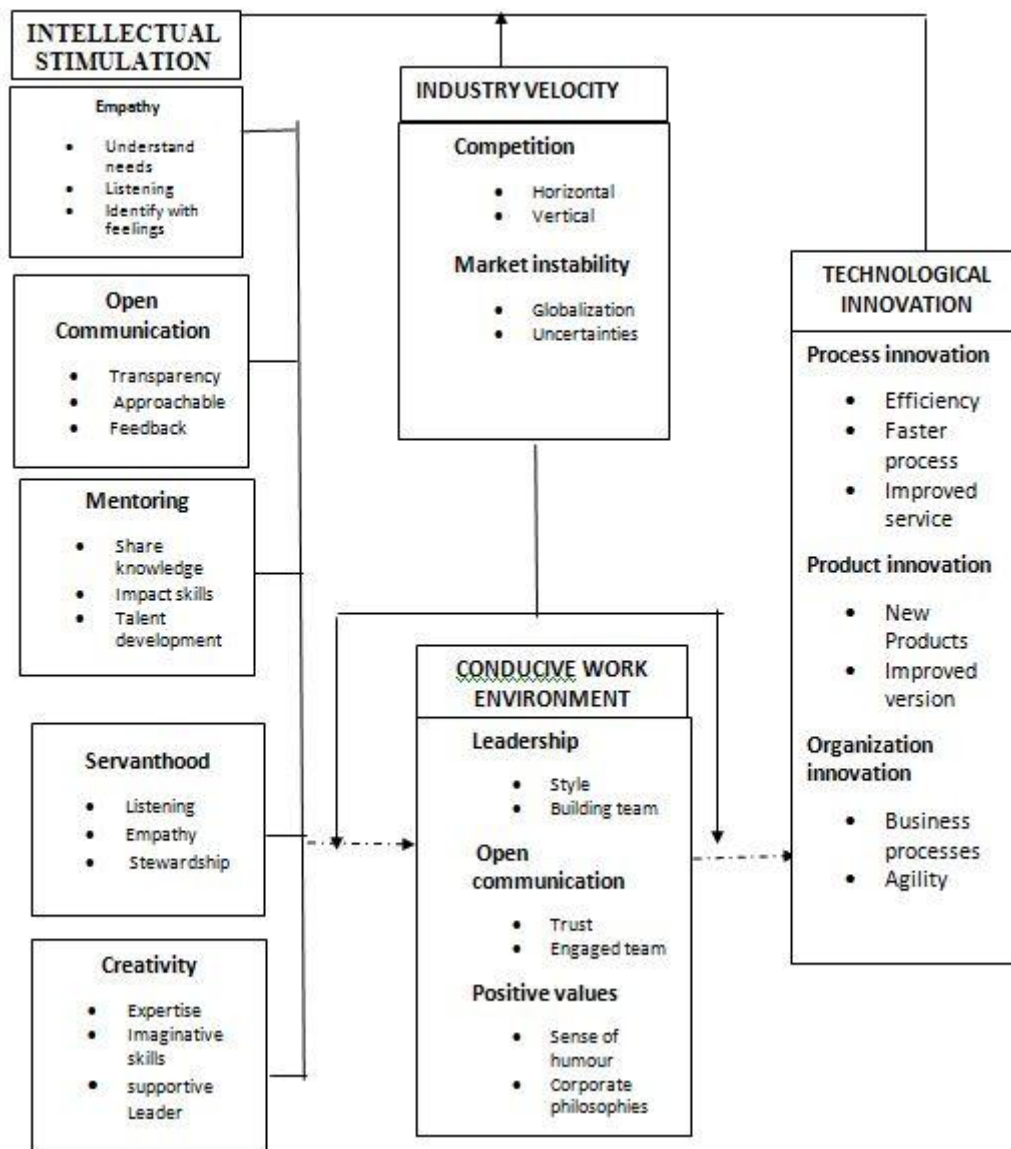 INTELLECTUAL
STIMULATION
Empathy
• Understand
needs
• Listening
• Identify with
feelings
Open
Communication
• Transparency
• Approachable
• Feedback
Mentoring
• Share
knowledge
• Impact skills
• Talent
development
Servanthood
• Listening
• Empathy
• Stewardship
Creativity
• Expertise
• Imaginative
skills
• supportive
Leader
INDUSTRY VELOCITY
Competition
• Horizontal
• Vertical
Market instability
• Globalization
• Uncertainties
CONDUCIVE WORK
ENVIRONMENT
Leadership
• Style
• Building team
Open
communication
• Trust
• Engaged team
Positive values
• Sense of
humour
• Corporate
philosophies
TECHNOLOGICAL
INNOVATION
Process innovation
• Efficiency
• Faster
process
• Improved
service
Product innovation
• New
Products
• Improved
version
Organization
innovation
• Business
processes
• Agility